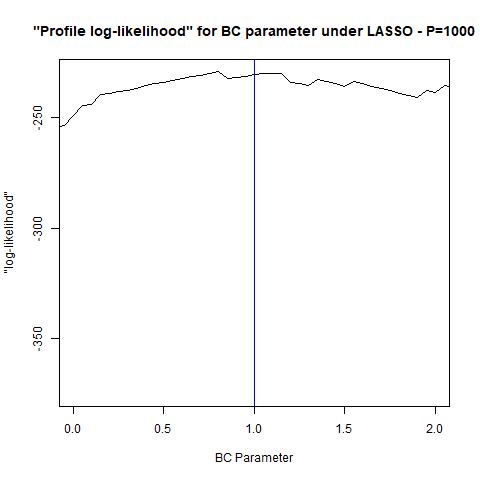 "Profile log-likelihood" for BC parameter under LASSO - P=1000
"log-likelihood"
-250
-300
-350
0.0 0.5 1.0 1.5 2.0
BC Parameter